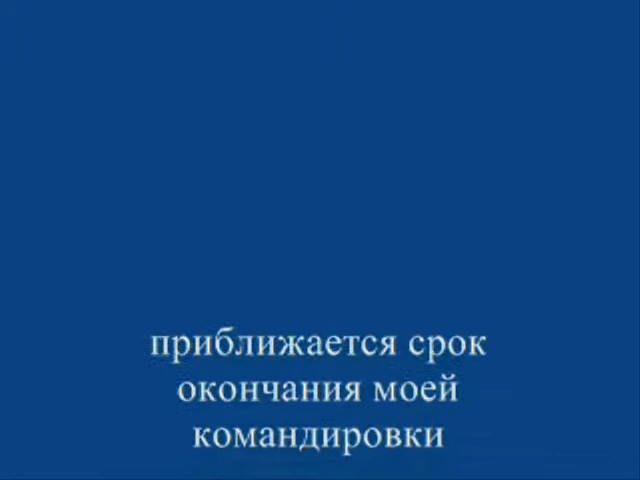 приближается срок
окончания моей
командировки